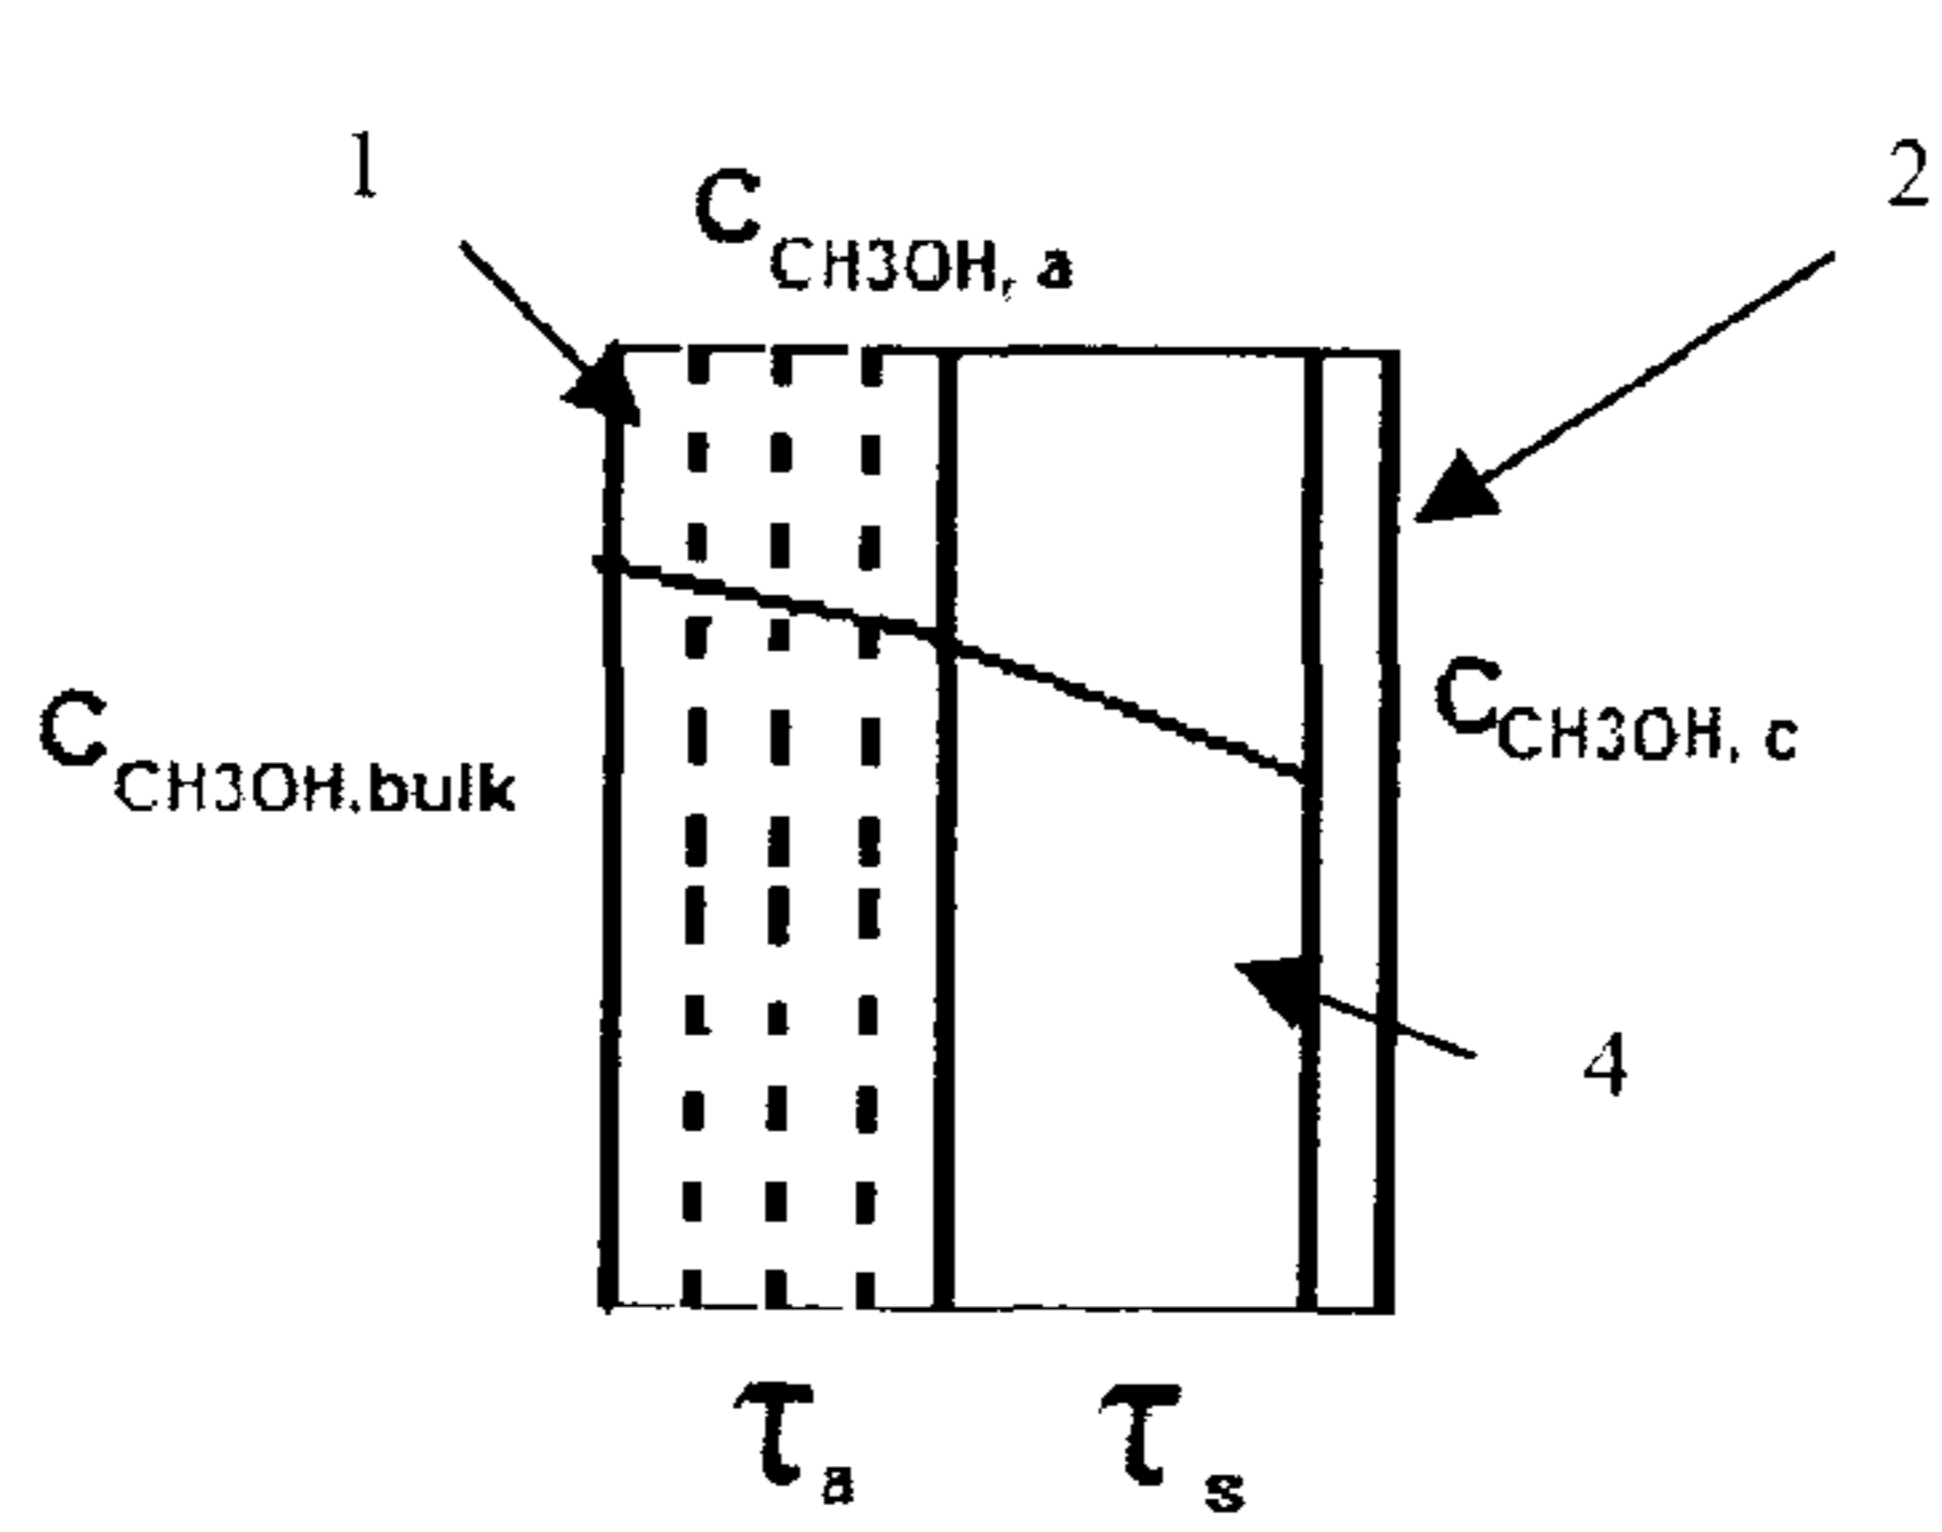 1
2
C CH3OH, a
C CH3OH,bulk
C CH3OH, c
4
τ a
τ s